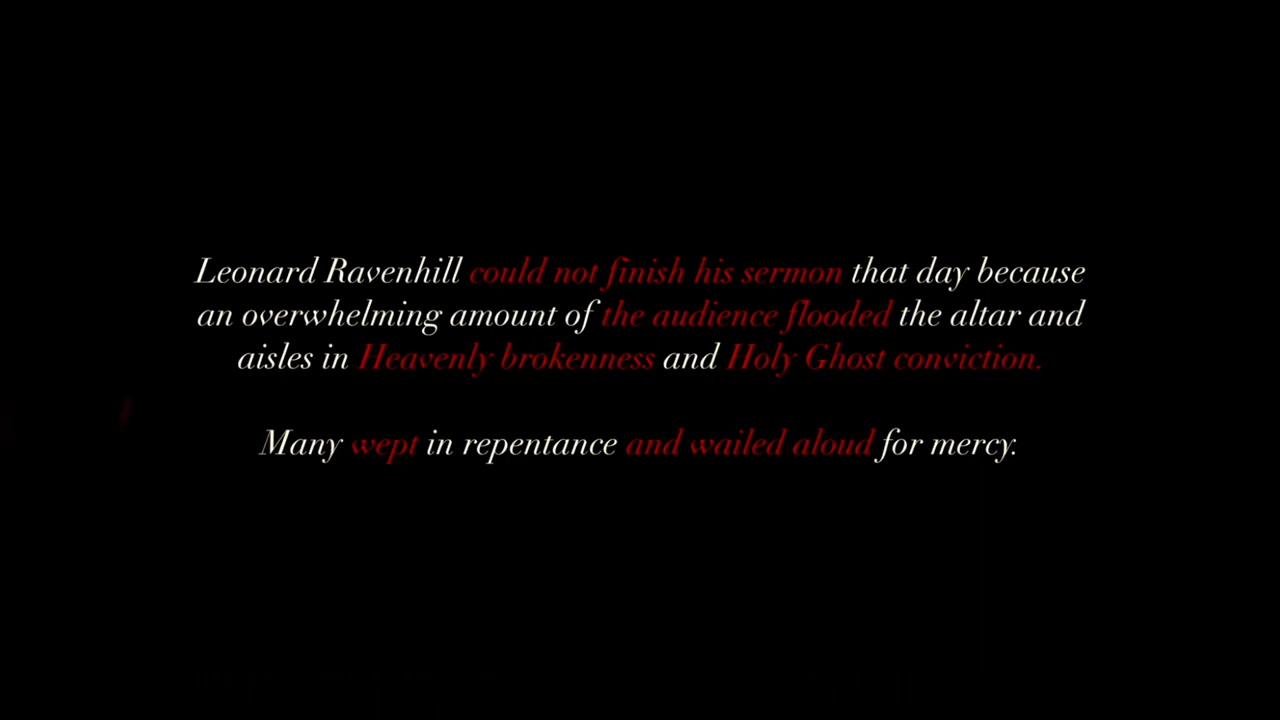 Leonard Ravenhill could not finish his sermon that day because
an overwhelming amount of the audience flooded the altar and
aisles in Heavenly brokenness and Holy Ghost conviction.
Many wept in repentance and wailed aloud for mercy.